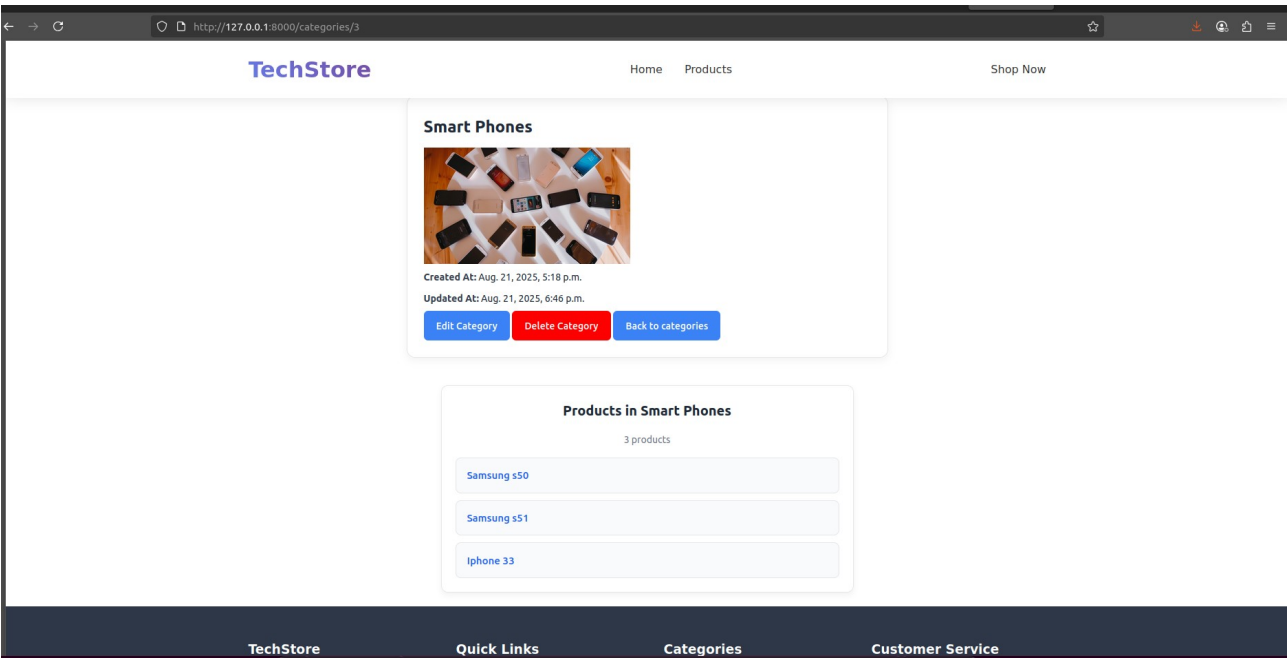 http://127.0.0.1:8000/categories/3
TechStore
Home Products Shop Now
Smart Phones
Created At: Aug. 21, 2025, 5:18 p.m.
Updated At: Aug. 21, 2025, 6:46 p.m.
Edit Category Delete Category Back to categories
Products in Smart Phones
3 products
Samsung s50
Samsung s51
Iphone 33
TechStore Quick Links Categories Customer Service